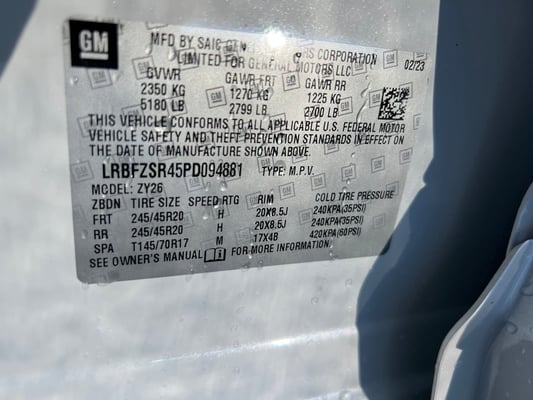 GM
MFD BY SAIC GENERAL MOTORS CORPORATION
LIMITED FOR GENERAL MOTORS LLC. 02/23
GVWR GAWR FRT GAWR RR
2350 KG 1270 KG 1225 KG
5180 LB 2799 LB 2700 LB
THIS VEHICLE CONFORMS TO ALL APPLICABLE U.S. FEDERAL MOTOR
VEHICLE SAFETY AND THEFT PREVENTION STANDARDS IN EFFECT ON
THE DATE OF MANUFACTURE SHOWN ABOVE.
LRBFZSR45PD094881 TYPE: M.P.V.
MODEL: ZY26
ZBDN TIRE SIZE SPEED RTG RIM COLD TIRE PRESSURE
FRT 245/45R20 H 20X8.5J 240KPA(35PSI)
RR 245/45R20 H 20X8.5J 240KPA(35PSI)
SPA T145/70R17 M 17X4B 420KPA(60PSI)
SEE OWNER'S MANUAL FOR MORE INFORMATION.